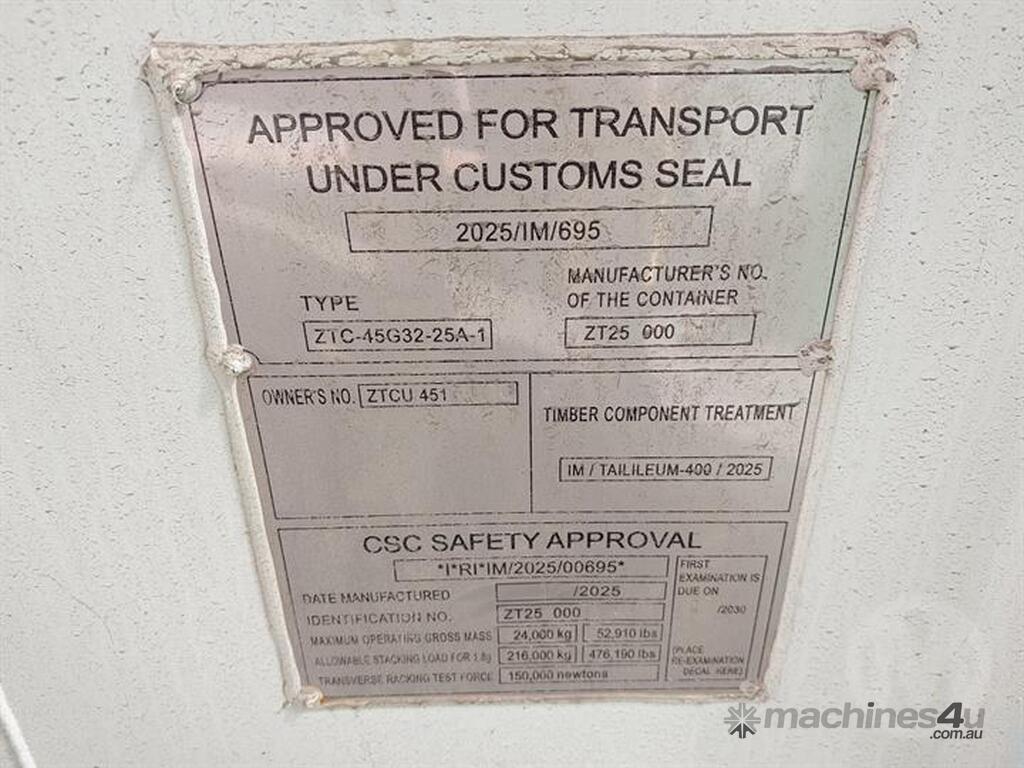 APPROVED FOR TRANSPORT
UNDER CUSTOMS SEAL
2025/IM/695
TYPE
MANUFACTURER'S NO.
OF THE CONTAINER
ZTC-45G32-25A-1
ZT25 000
OWNER'S NO. ZTCU 451
TIMBER COMPONENT TREATMENT
IM / TAILILEUM-400 / 2025
CSC SAFETY APPROVAL
*I*RI*IM/2025/00695*
DATE MANUFACTURED /2025
IDENTIFICATION NO. ZT25 000
MAXIMUM OPERATING GROSS MASS 24,000 kg 52,910 lbs
ALLOWABLE STACKING LOAD FOR 1.8g 216,000 kg 476,190 lbs
TRANSVERSE RACKING TEST FORCE 150,000 newtons
FIRST
EXAMINATION IS
DUE ON
/2030
(PLACE
RE-EXAMINATION
DECAL HERE)
machines4u
.com.au